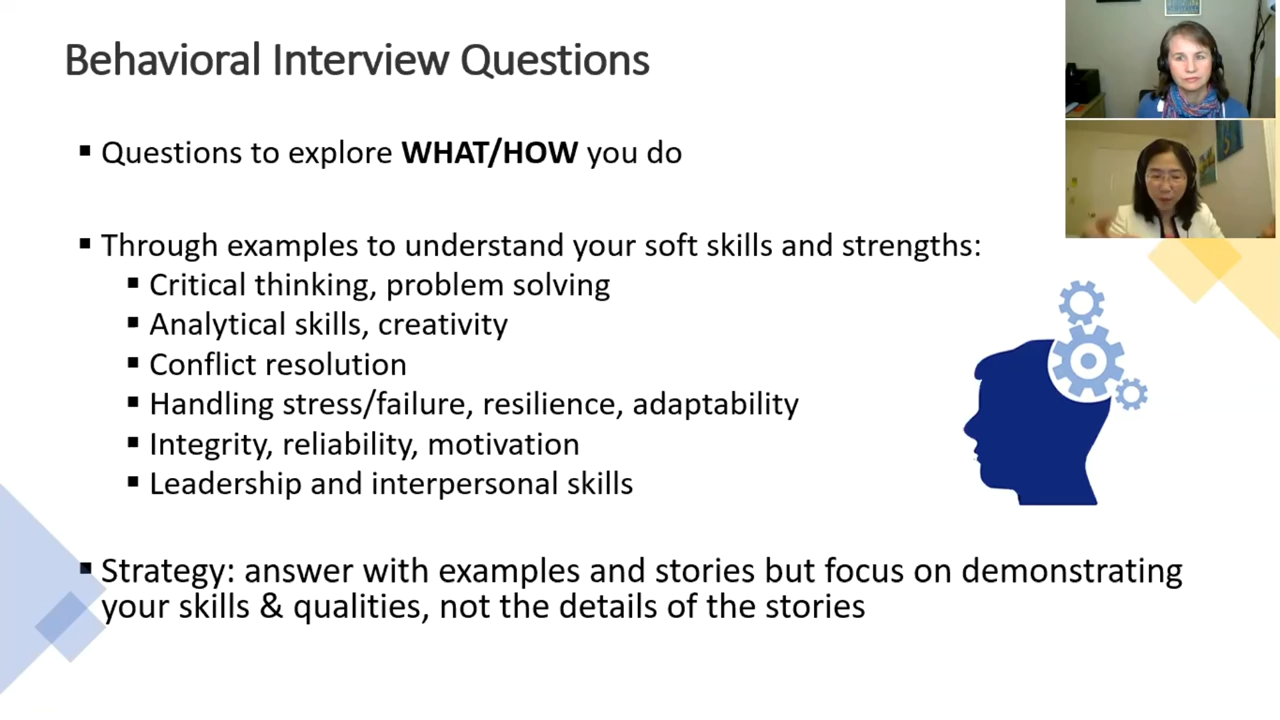 Behavioral Interview Questions
▪ Questions to explore WHAT/HOW you do
▪ Through examples to understand your soft skills and strengths:
▪ Critical thinking, problem solving
▪ Analytical skills, creativity
▪ Conflict resolution
▪ Handling stress/failure, resilience, adaptability
▪ Integrity, reliability, motivation
▪ Leadership and interpersonal skills
▪ Strategy: answer with examples and stories but focus on demonstrating
your skills & qualities, not the details of the stories